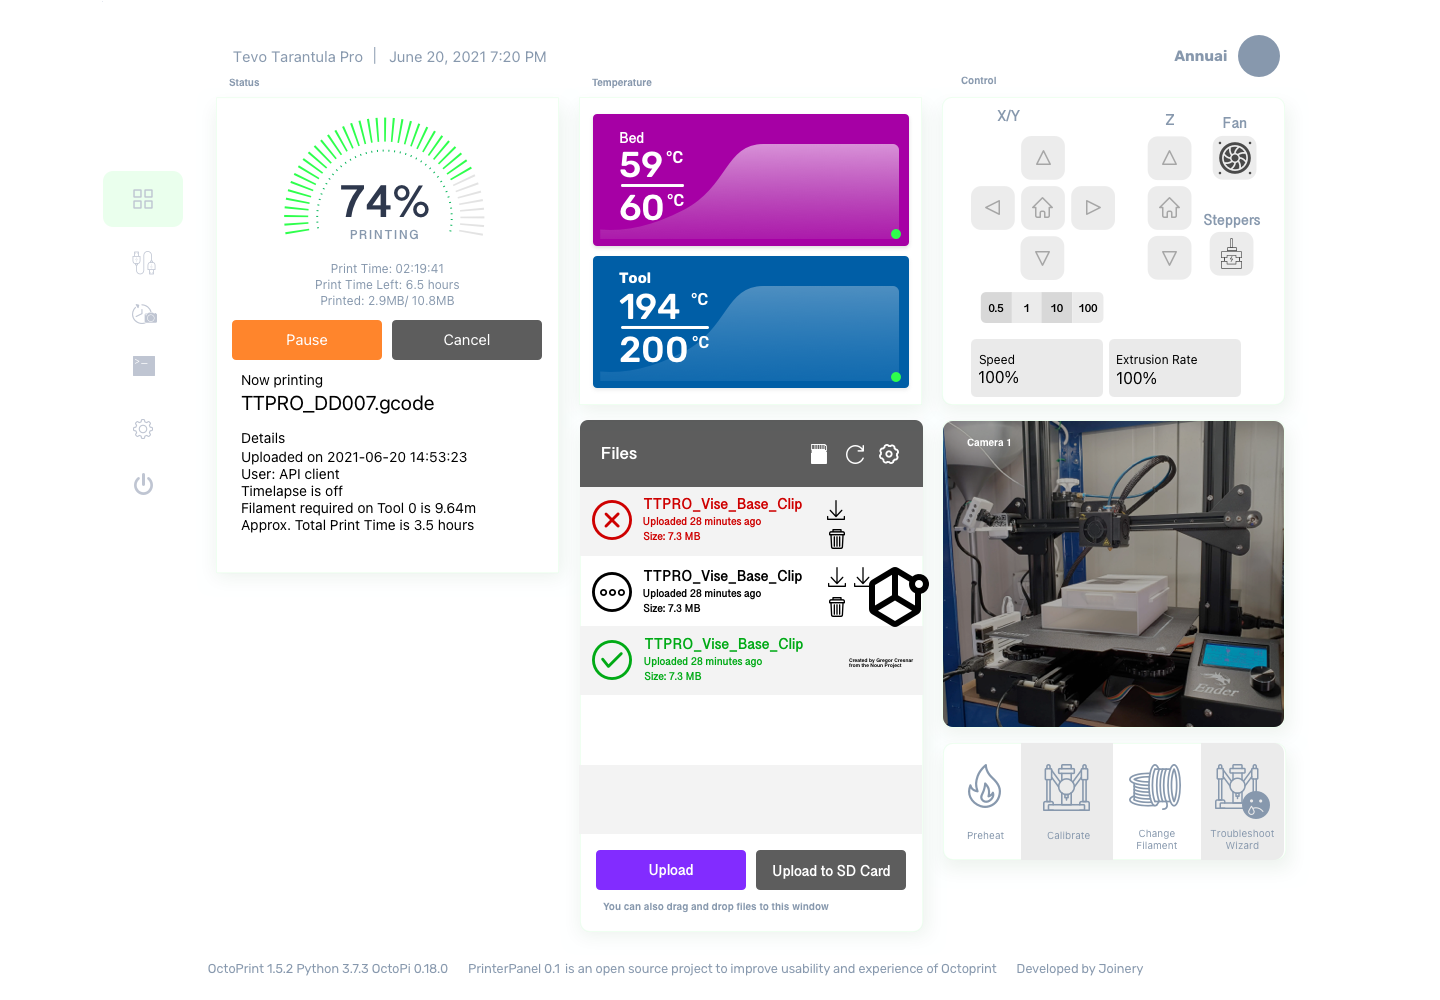 Tevo Tarantula Pro | June 20, 2021 7:20 PM
Annuai
Status
74%
PRINTING
Print Time: 02:19:41
Print Time Left: 6.5 hours
Printed: 2.9MB/ 10.8MB
Pause
Cancel
Now printing
TTPRO_DD007.gcode
Details
Uploaded on 2021-06-20 14:53:23
User: API client
Timelapse is off
Filament required on Tool 0 is 9.64m
Approx. Total Print Time is 3.5 hours
Temperature
Bed
59 °C
60 °C
Tool
194 °C
200 °C
Control
X/Y
Z
Fan
Steppers
0.5 1 10 100
Speed
100%
Extrusion Rate
100%
Files
TTPRO_Vise_Base_Clip
Uploaded 28 minutes ago
Size: 7.3 MB
TTPRO_Vise_Base_Clip
Uploaded 28 minutes ago
Size: 7.3 MB
TTPRO_Vise_Base_Clip
Uploaded 28 minutes ago
Size: 7.3 MB
Created by Gregor Cresnar
from the Noun Project
Upload
Upload to SD Card
You can also drag and drop files to this window
Camera 1
Ender
Preheat
Calibrate
Change
Filament
Troubleshoot
Wizard
OctoPrint 1.5.2 Python 3.7.3 OctoPi 0.18.0
PrinterPanel 0.1 is an open source project to improve usability and experience of Octoprint
Developed by Joinery